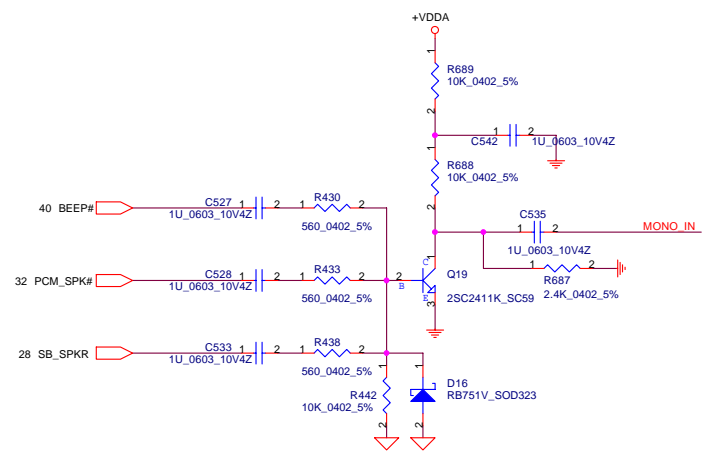 +VDDA
1
R689
10K_0402_5%
2
1
C542
1 2
1U_0603_10V4Z
R688
10K_0402_5%
2
40 BEEP#
C527
1 2
1U_0603_10V4Z
R430
1 2
560_0402_5%
C535
1 2
1U_0603_10V4Z
MONO_IN
R687
1 2
2.4K_0402_5%
32 PCM_SPK#
C528
1 2
1U_0603_10V4Z
R433
1 2
560_0402_5%
1
C
2
B
E
3
Q19
2SC2411K_SC59
28 SB_SPKR
C533
1 2
1U_0603_10V4Z
R438
1 2
560_0402_5%
1
R442
10K_0402_5%
2
1
D16
RB751V_SOD323
2